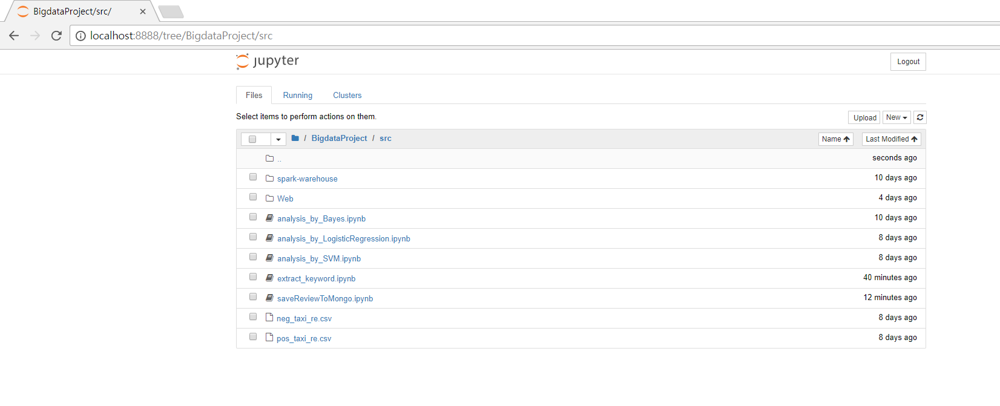 BigdataProject/src/
localhost:8888/tree/BigdataProject/src
jupyter
Logout
Files Running Clusters
Select items to perform actions on them.
Upload New
/ BigdataProject / src Name Last Modified
.. seconds ago
spark-warehouse 10 days ago
Web 4 days ago
analysis_by_Bayes.ipynb 10 days ago
analysis_by_LogisticRegression.ipynb 8 days ago
analysis_by_SVM.ipynb 8 days ago
extract_keyword.ipynb 40 minutes ago
saveReviewToMongo.ipynb 12 minutes ago
neg_taxi_re.csv 8 days ago
pos_taxi_re.csv 8 days ago